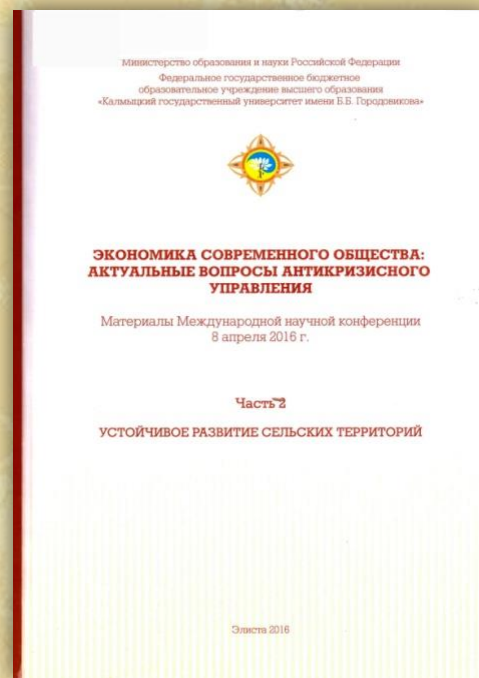 Министерство образования и науки Российской Федерации
Федеральное государственное бюджетное
образовательное учреждение высшего образования
«Калмыцкий государственный университет имени Б.Б. Городовикова»
ЭКОНОМИКА СОВРЕМЕННОГО ОБЩЕСТВА:
АКТУАЛЬНЫЕ ВОПРОСЫ АНТИКРИЗИСНОГО
УПРАВЛЕНИЯ
Материалы Международной научной конференции
8 апреля 2016 г.
Часть 2
УСТОЙЧИВОЕ РАЗВИТИЕ СЕЛЬСКИХ ТЕРРИТОРИЙ
Элиста 2016